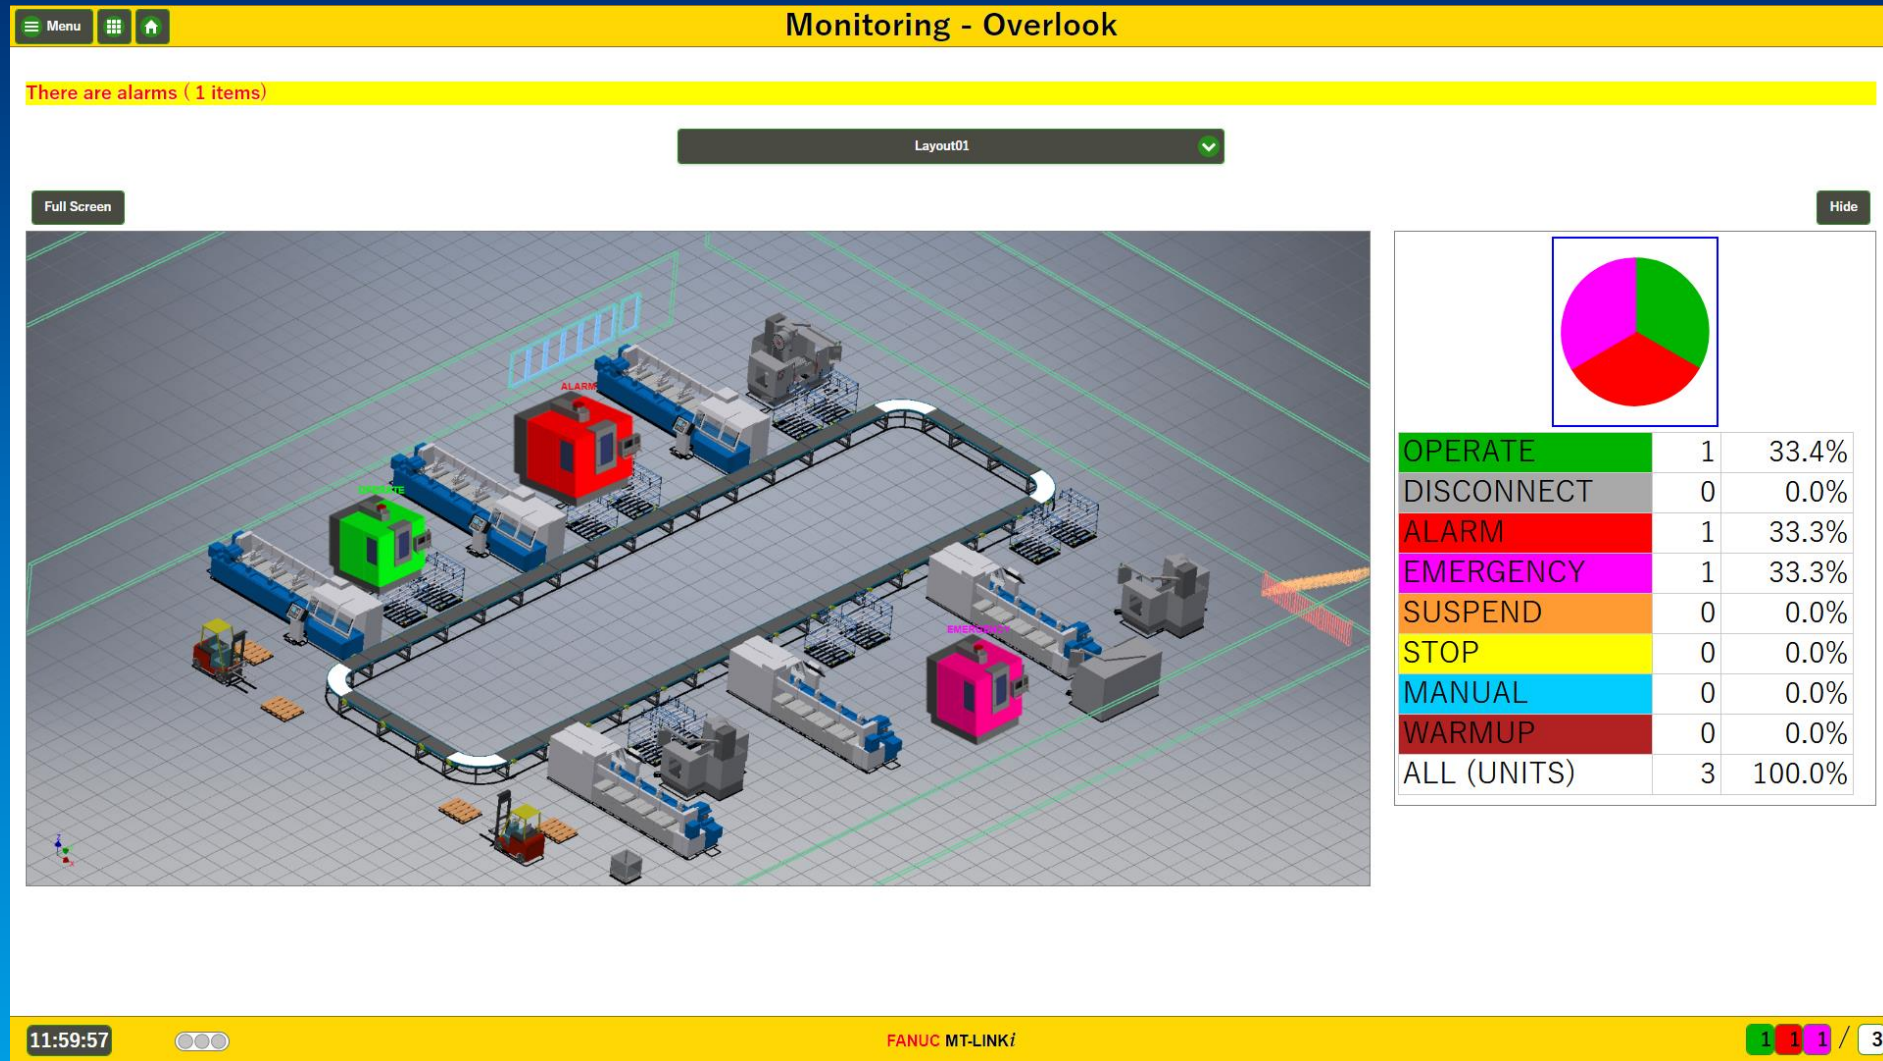 Menu
Monitoring - Overlook
There are alarms ( 1 items)
Layout01
Full Screen
Hide
ALARM
OPERATE
EMERGENCY
OPERATE 1 33.4%
DISCONNECT 0 0.0%
ALARM 1 33.3%
EMERGENCY 1 33.3%
SUSPEND 0 0.0%
STOP 0 0.0%
MANUAL 0 0.0%
WARMUP 0 0.0%
ALL (UNITS) 3 100.0%
11:59:57
FANUC MT-LINKi
1 1 1 / 3